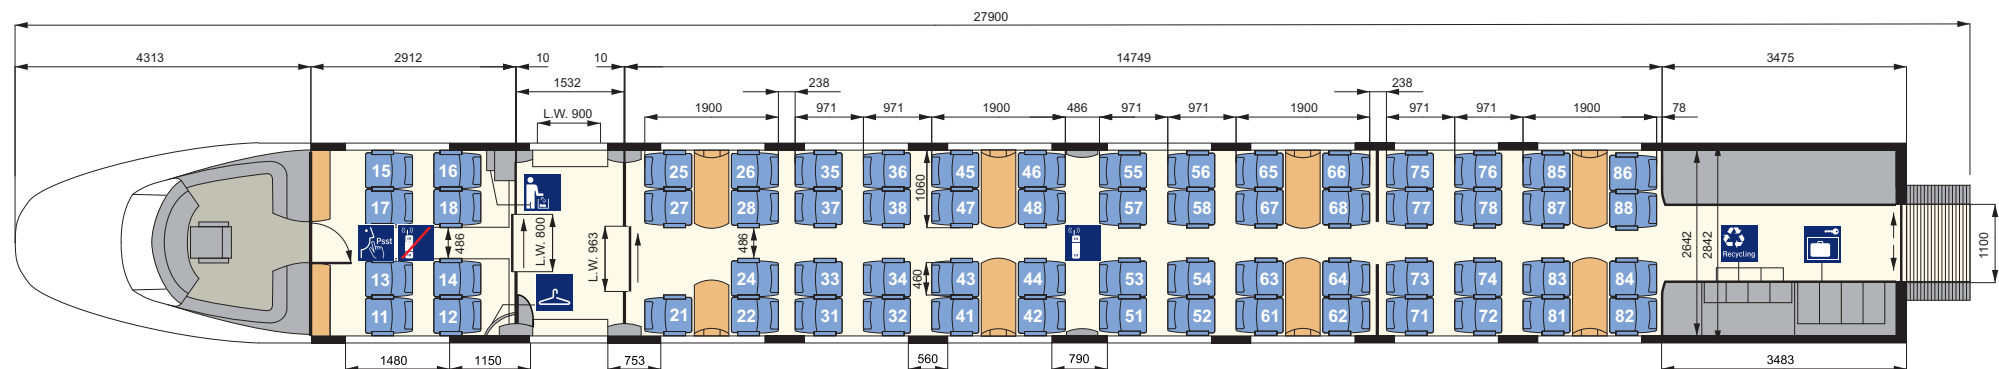 27900
4313 2912 10 10 14749 3475
1532 238 238
L.W. 900 1900 971 971 1900 486 971 971 1900 971 971 1900 78
15 16 25 26 35 36 45 46 55 56 65 66 75 76 85 86
1060
17 18 27 28 37 38 47 48 57 58 67 68 77 78 87 88
Psst 486 L.W. 800 L.W. 963 486 2642 2842 Recycling 1100
13 14 24 33 34 460 43 44 53 54 63 64 73 74 83 84
11 12 21 22 31 32 41 42 51 52 61 62 71 72 81 82
1480 1150 753 560 790 3483